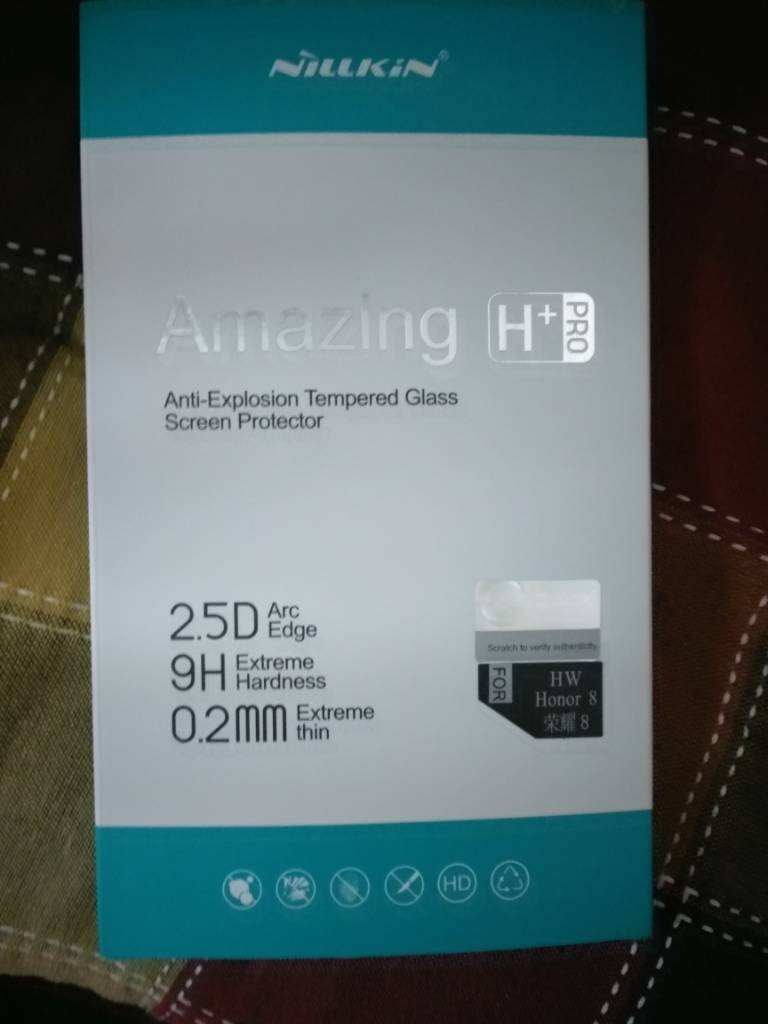 NILLKIN®
Amazing H+ PRO
Anti-Explosion Tempered Glass
Screen Protector
2.5D Arc
Edge
9H Extreme
Hardness
0.2mm Extreme
thin
Scratch to verify authenticity
FOR
HW
Honor 8
荣耀 8
HD